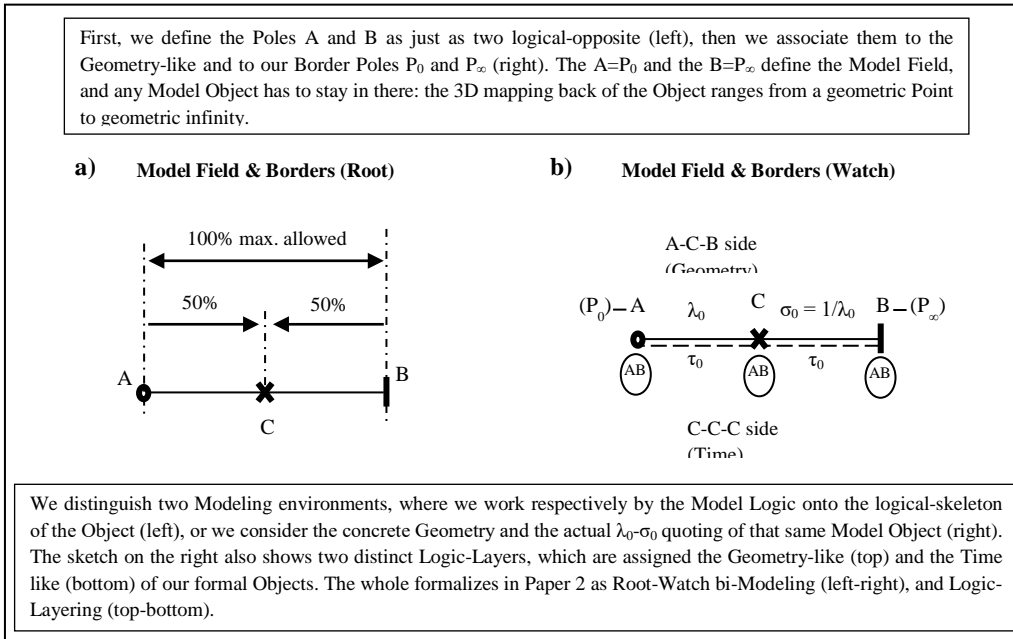 First, we define the Poles A and B as just as two logical-opposite (left), then we associate them to the
Geometry-like and to our Border Poles P₀ and P∞ (right). The A=P₀ and the B=P∞ define the Model Field,
and any Model Object has to stay in there: the 3D mapping back of the Object ranges from a geometric Point
to geometric infinity.
a) Model Field & Borders (Root)
b) Model Field & Borders (Watch)
100% max. allowed
50% 50%
A B
C
A-C-B side
(Geometry)
(P₀) – A λ₀ C σ₀ = 1/λ₀ B – (P∞)
τ₀ τ₀
AB AB AB
C-C-C side
(Time)
We distinguish two Modeling environments, where we work respectively by the Model Logic onto the logical-skeleton
of the Object (left), or we consider the concrete Geometry and the actual λ₀-σ₀ quoting of that same Model Object (right).
The sketch on the right also shows two distinct Logic-Layers, which are assigned the Geometry-like (top) and the Time
like (bottom) of our formal Objects. The whole formalizes in Paper 2 as Root-Watch bi-Modeling (left-right), and Logic-
Layering (top-bottom).